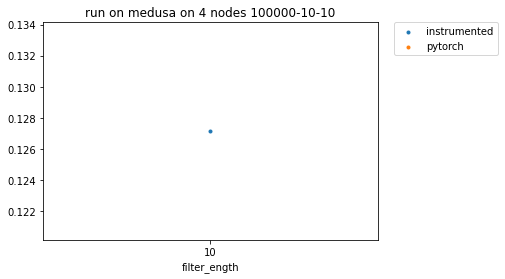 run on medusa on 4 nodes 100000-10-10
0.134
0.132
0.130
0.128
0.126
0.124
0.122
10
filter_ength
instrumented
pytorch